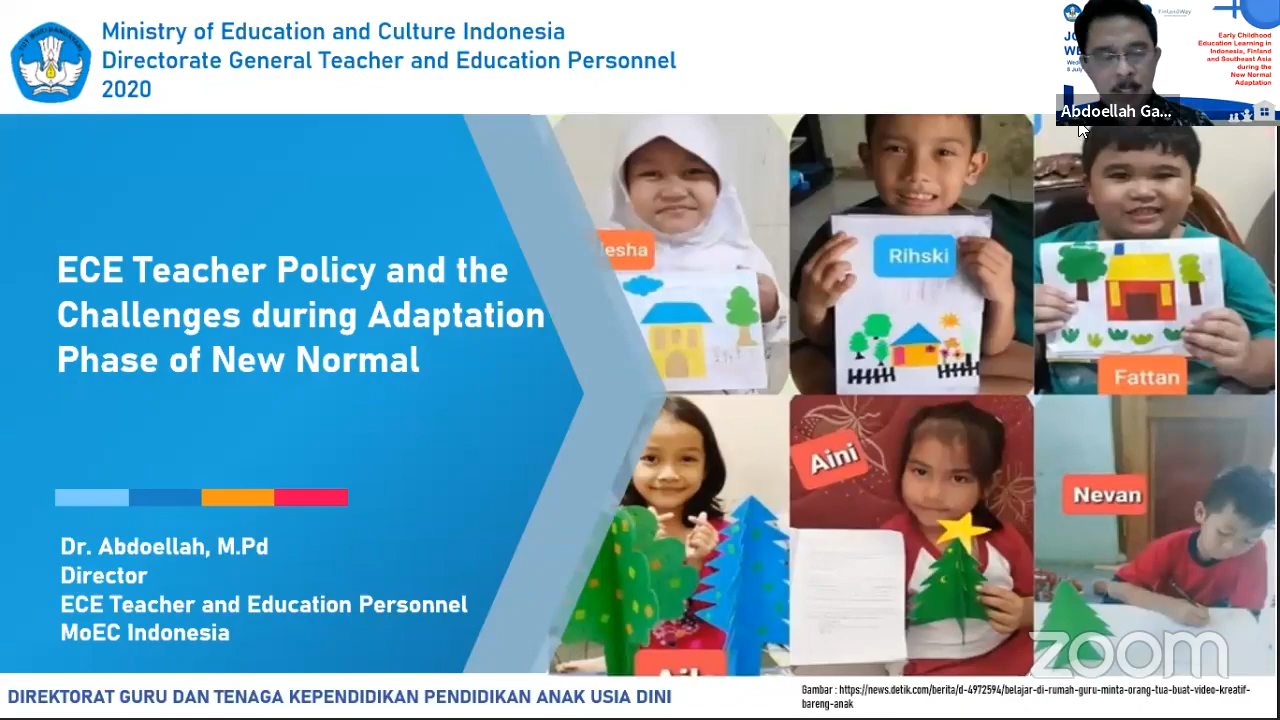 Ministry of Education and Culture Indonesia
Directorate General Teacher and Education Personnel
2020
Early Childhood
Education Learning in
Indonesia, Finland
and Southeast Asia
during the
New Normal
Adaptation
Abdoellah Ga...
ECE Teacher Policy and the
Challenges during Adaptation
Phase of New Normal
esha
Rihski
Fattan
Aini
Nevan
Dr. Abdoellah, M.Pd
Director
ECE Teacher and Education Personnel
MoEC Indonesia
zoom
DIREKTORAT GURU DAN TENAGA KEPENDIDIKAN PENDIDIKAN ANAK USIA DINI
Gambar : https://news.detik.com/berita/d-4972594/belajar-di-rumah-guru-minta-orang-tua-buat-video-kreatif-
bareng-anak